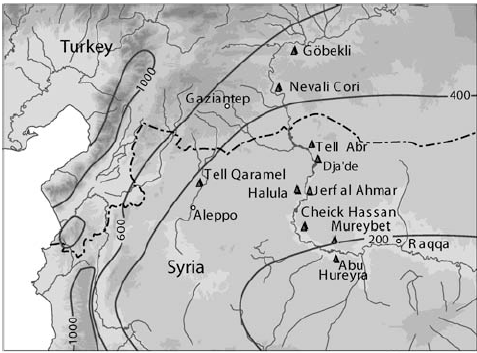 Turkey
Göbekli
1000
Nevali Cori
Gaziantep
400
Tell Abr
Dja'de
Tell Qaramel
Halula
Jerf al Ahmar
Aleppo
Cheick Hassan
600
Mureybet
200
Raqqa
Syria
Abu
Hureyra
1000